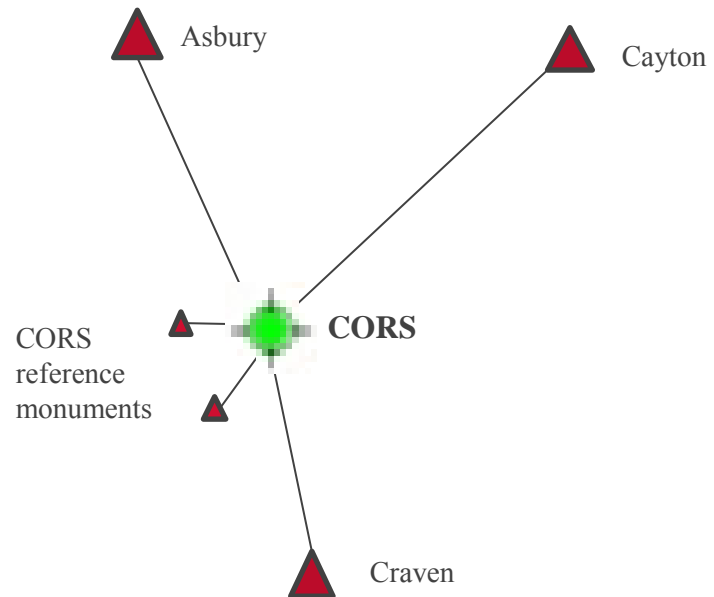 Asbury
Cayton
CORS
CORS
reference
monuments
Craven